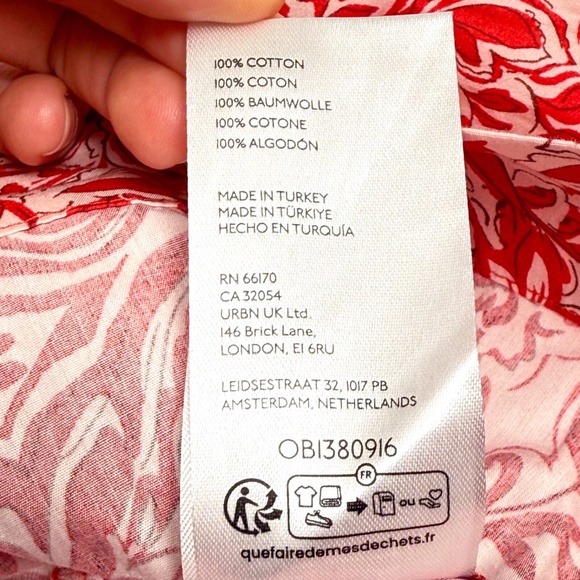 100% COTTON
100% COTON
100% BAUMWOLLE
100% COTONE
100% ALGODÓN
MADE IN TURKEY
MADE IN TÜRKIYE
HECHO EN TURQUÍA
RN 66170
CA 32054
URBN UK Ltd.
146 Brick Lane,
LONDON, E1 6RU
LEIDSESTRAAT 32, 1017 PB
AMSTERDAM, NETHERLANDS
OB1380916
FR
ou
quefairedemesdechets.fr